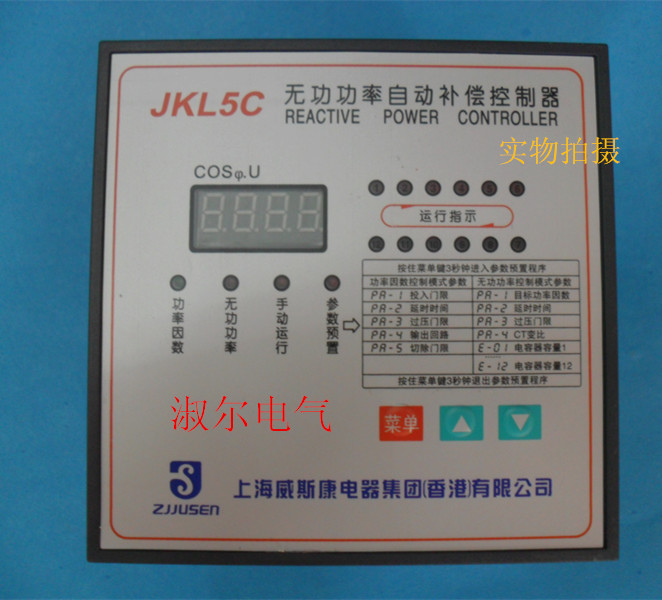 JKL5C 无功功率自动补偿控制器
REACTIVE POWER CONTROLLER
实物拍摄
COSφ.U
运行指示
按住菜单键3秒钟进入参数预置程序
功率因数控制模式参数 无功功率控制模式参数
PA-1 投入门限 PA-1 目标功率因数
PA-2 延时时间 PA-2 延时时间
PA-3 过压门限 PA-3 过压门限
PA-4 输出回路 PA-4 CT变比
PA-5 切除门限 E-01 电容器容量1
E-12 电容器容量12
按住菜单键3秒钟退出参数预置程序
功率因数
无功功率
手动运行
参数预置
淑尔电气
菜单
ZJJUSEN
上海威斯康电器集团(香港)有限公司